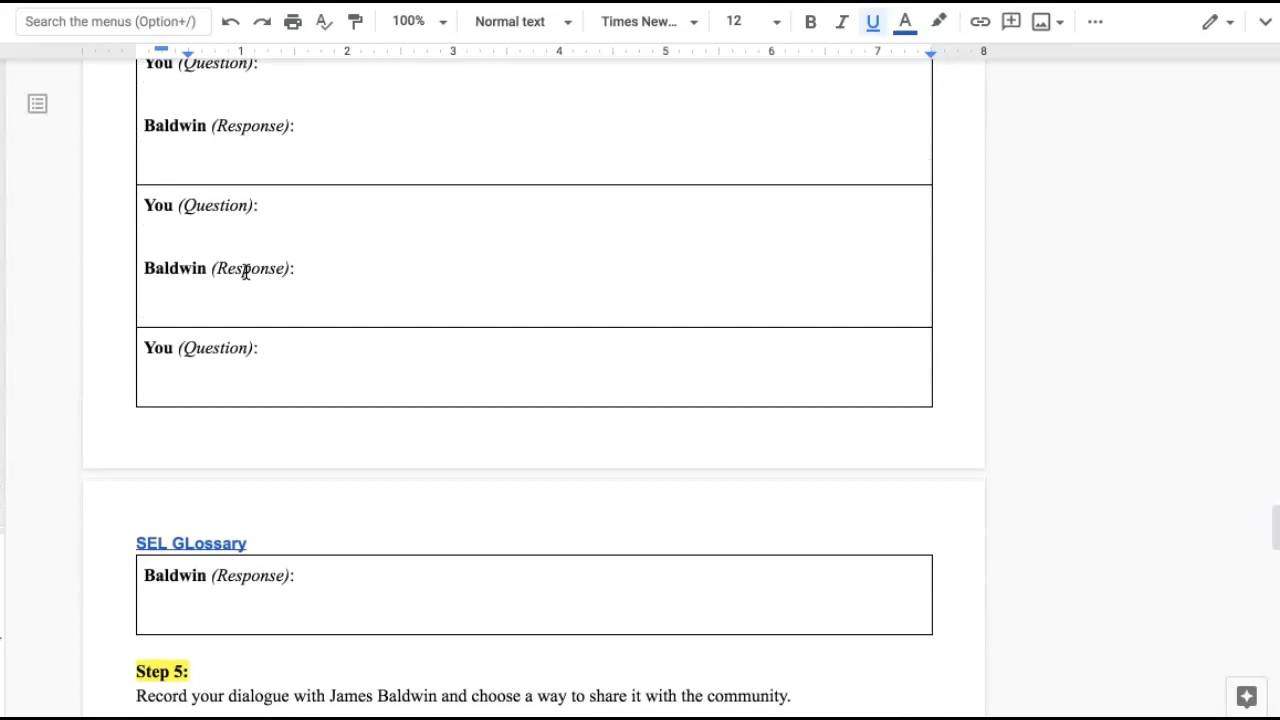 Search the menus (Option+/)
100%
Normal text
Times New...
12
B
I
U
A
1
2
3
4
5
6
7
8
You (Question):
Baldwin (Response):
You (Question):
Baldwin (Response):
You (Question):
SEL GLossary
Baldwin (Response):
Step 5:
Record your dialogue with James Baldwin and choose a way to share it with the community.